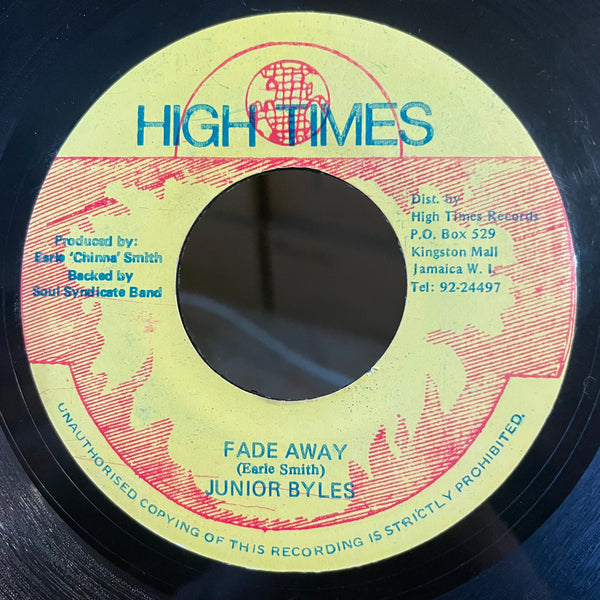 HIGH TIMES
Produced by:
Earle 'Chinna' Smith
Backed by
Soul Syndicate Band
Dist. by
High Times Records
P.O. Box 529
Kingston Mall
Jamaica W. I.
Tel: 92-24497
FADE AWAY
(Earle Smith)
JUNIOR BYLES
UNAUTHORISED COPYING OF THIS RECORDING IS STRICTLY PROHIBITED.